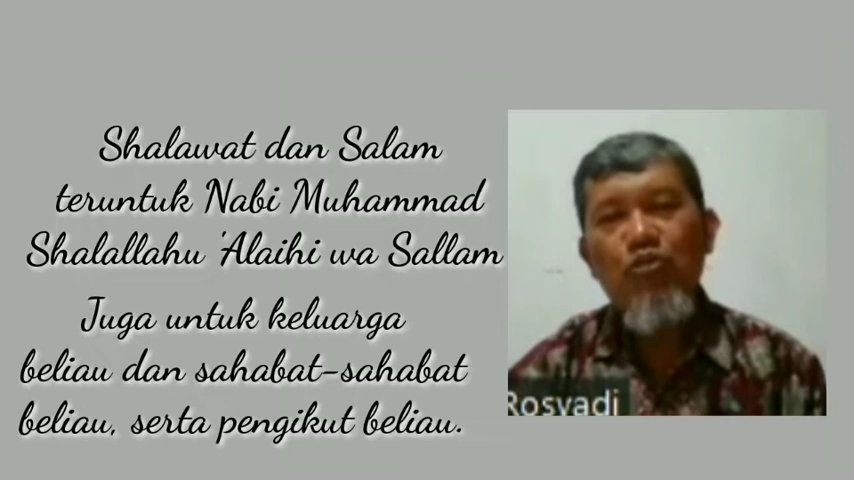 Shalawat dan Salam
teruntuk Nabi Muhammad
Shalallahu 'Alaihi wa Sallam
Juga untuk keluarga
beliau dan sahabat-sahabat
beliau, serta pengikut beliau.
Rosyadi